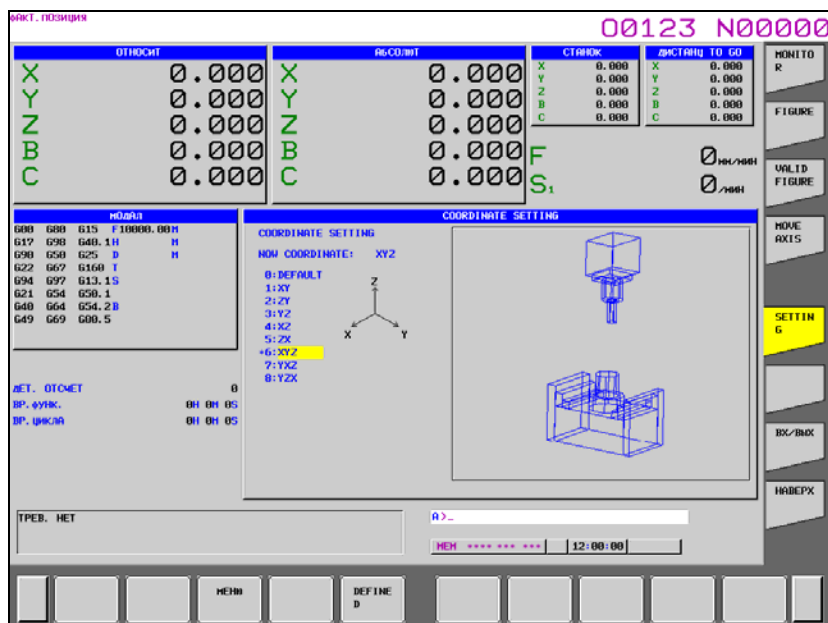 фАКТ.ПОЗИЦИЯ
O0123 N00000
ОТНОСИТ
X 0.000
Y 0.000
Z 0.000
B 0.000
C 0.000
АБСОЛЮТ
X 0.000
Y 0.000
Z 0.000
B 0.000
C 0.000
СТАНОК
X 0.000
Y 0.000
Z 0.000
B 0.000
C 0.000
ДИСТАНЦ TO GO
X 0.000
Y 0.000
Z 0.000
B 0.000
C 0.000
F 0 мм/мин
S1 0 /мин
МОДАЛ
G00 G80 G15 F10000.00M
G17 G98 G40.1H M
G90 G50 G25 D M
G22 G67 G160 T
G94 G97 G13.1S
G21 G54 G50.1
G40 G64 G54.2B
G49 G69 G80.5
ДЕТ. ОТСЧЕТ 0
ВР.фУНК. 0H 0M 0S
ВР.ЦИКЛА 0H 0M 0S
COORDINATE SETTING
COORDINATE SETTING
NOW COORDINATE: XYZ
0:DEFAULT
1:XY
2:ZY
3:YZ
4:XZ
5:ZX
*6:XYZ
7:YXZ
8:YZX
Z
X Y
ТРЕВ. НЕТ
A>_
MEM **** *** ***
12:00:00
MONITO
R
FIGURE
VALID
FIGURE
MOVE
AXIS
SETTIN
G
ВХ/ВЫХ
НАВЕРХ
МЕНЮ
DEFINE
D